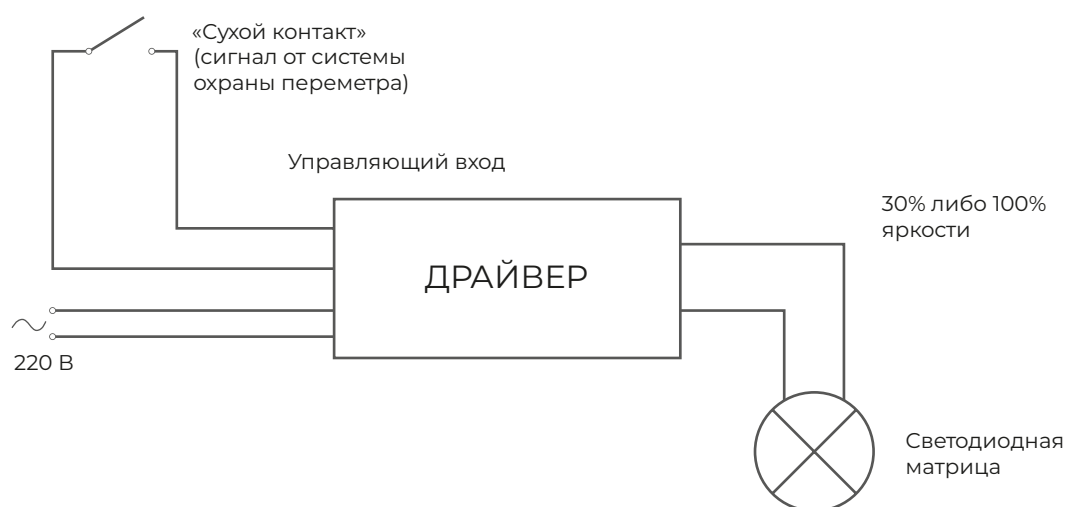 «Сухой контакт»
(сигнал от системы
охраны переметра)
Управляющий вход
30% либо 100%
яркости
ДРАЙВЕР
220 В
Светодиодная
матрица